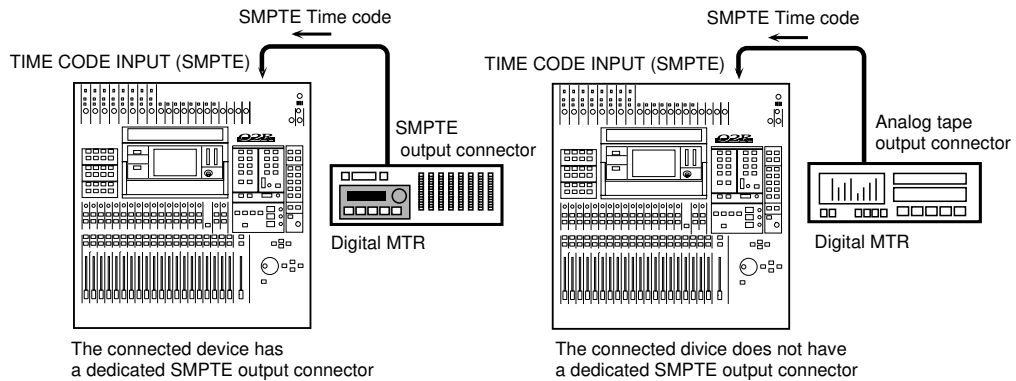 SMPTE Time code
TIME CODE INPUT (SMPTE)
02R
SMPTE
output connector
Digital MTR
The connected device has
a dedicated SMPTE output connector
SMPTE Time code
TIME CODE INPUT (SMPTE)
02R
Analog tape
output connector
Digital MTR
The connected divice does not have
a dedicated SMPTE output connector